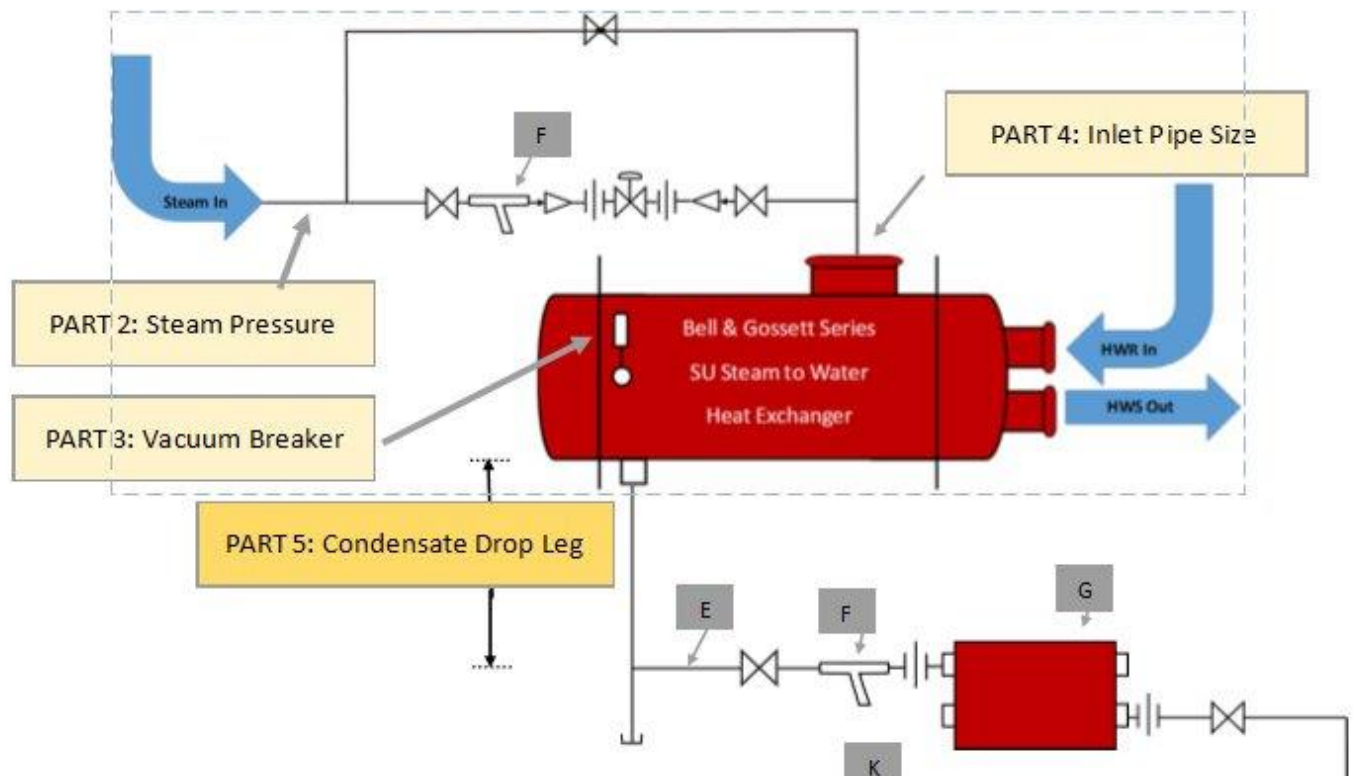 F
PART 4: Inlet Pipe Size
Steam In
PART 2: Steam Pressure
Bell & Gossett Series
SU Steam to Water
Heat Exchanger
HWR In
HWS Out
PART 3: Vacuum Breaker
PART 5: Condensate Drop Leg
E
F
G
K